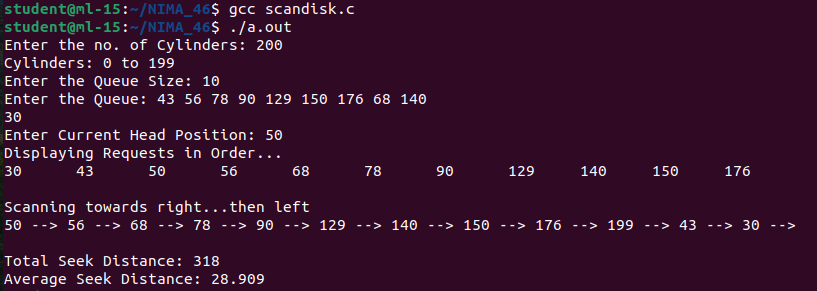 student@ml-15:~/NIMA_46$ gcc scandisk.c
student@ml-15:~/NIMA_46$ ./a.out
Enter the no. of Cylinders: 200
Cylinders: 0 to 199
Enter the Queue Size: 10
Enter the Queue: 43 56 78 90 129 150 176 68 140
30
Enter Current Head Position: 50
Displaying Requests in Order...
30 43 50 56 68 78 90 129 140 150 176
Scanning towards right...then left
50 --> 56 --> 68 --> 78 --> 90 --> 129 --> 140 --> 150 --> 176 --> 199 --> 43 --> 30 -->
Total Seek Distance: 318
Average Seek Distance: 28.909